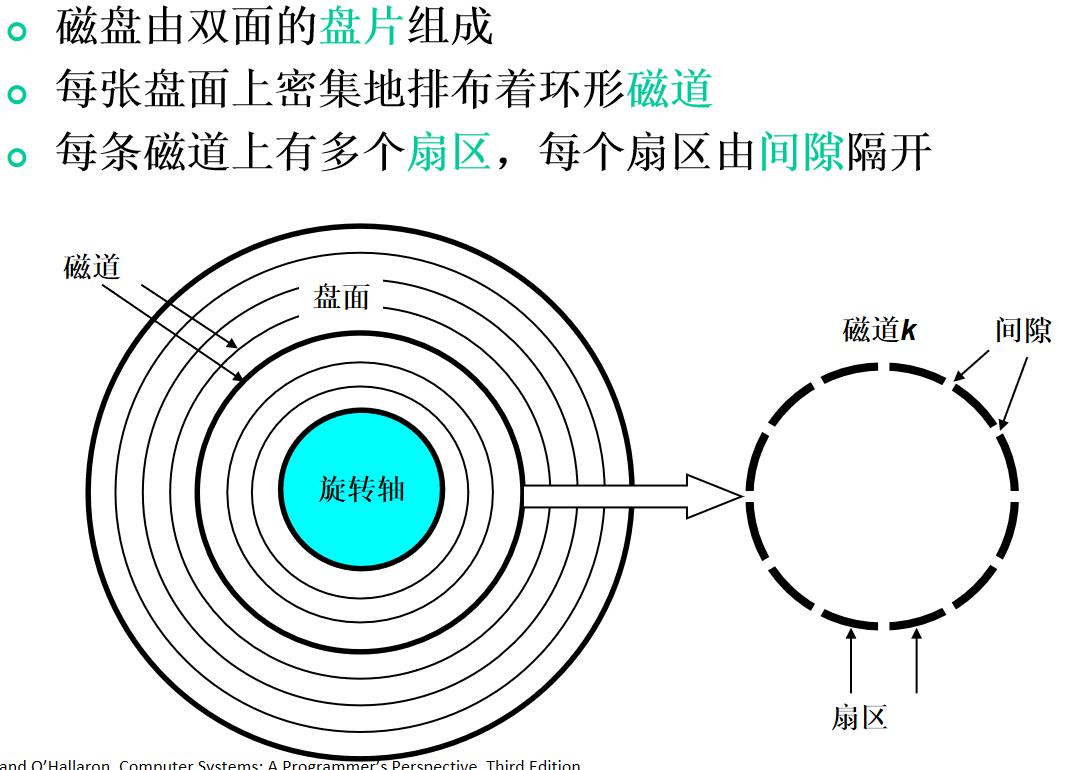 磁盘由双面的盘片组成
每张盘面上密集地排布着环形磁道
每条磁道上有多个扇区，每个扇区由间隙隔开
磁道
盘面
旋转轴
磁道k
间隙
扇区
and O'Hallaron, Computer Systems: A Programmer's Perspective, Third Edition